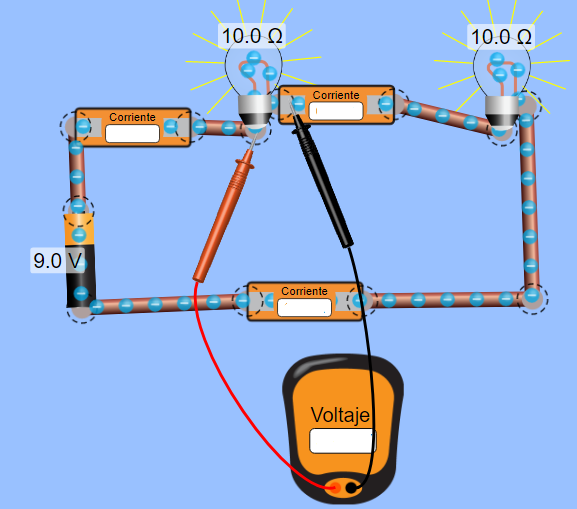 10.0 Ω
10.0 Ω
Corriente
Corriente
9.0 V
Corriente
Voltaje